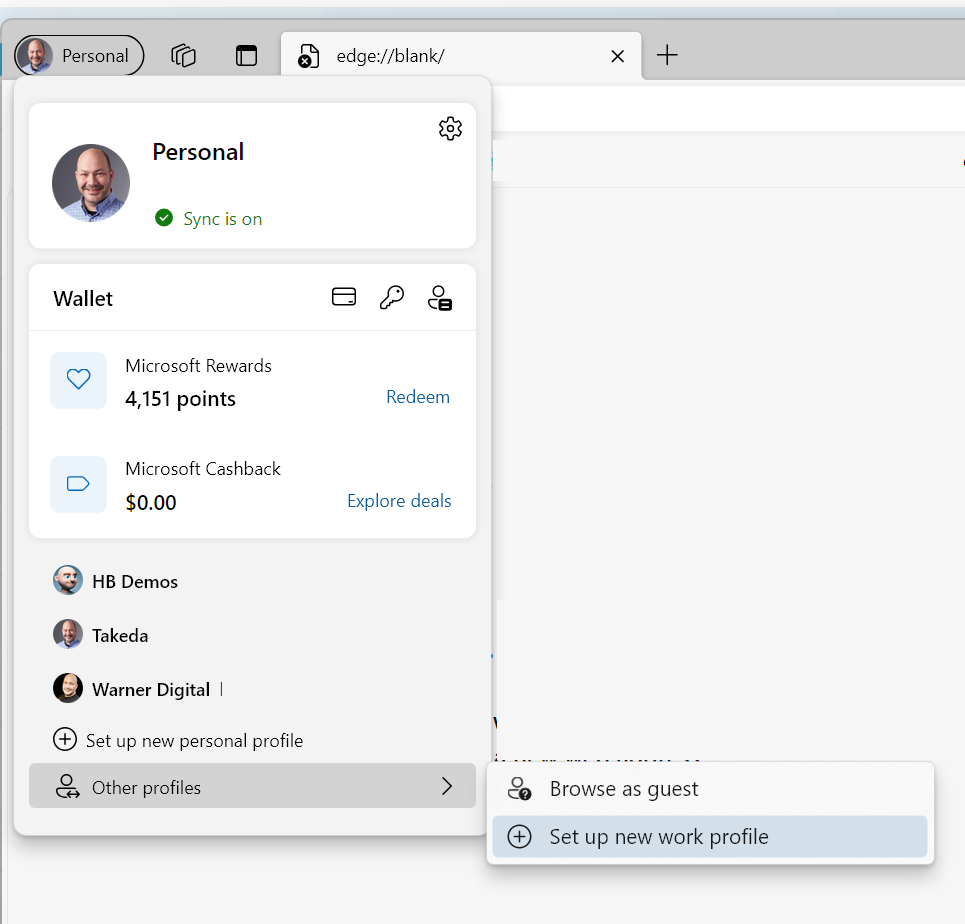 Personal
edge://blank/
Personal
Sync is on
Wallet
Microsoft Rewards
4,151 points
Redeem
Microsoft Cashback
$0.00
Explore deals
HB Demos
Takeda
Warner Digital |
Set up new personal profile
Other profiles
Browse as guest
Set up new work profile